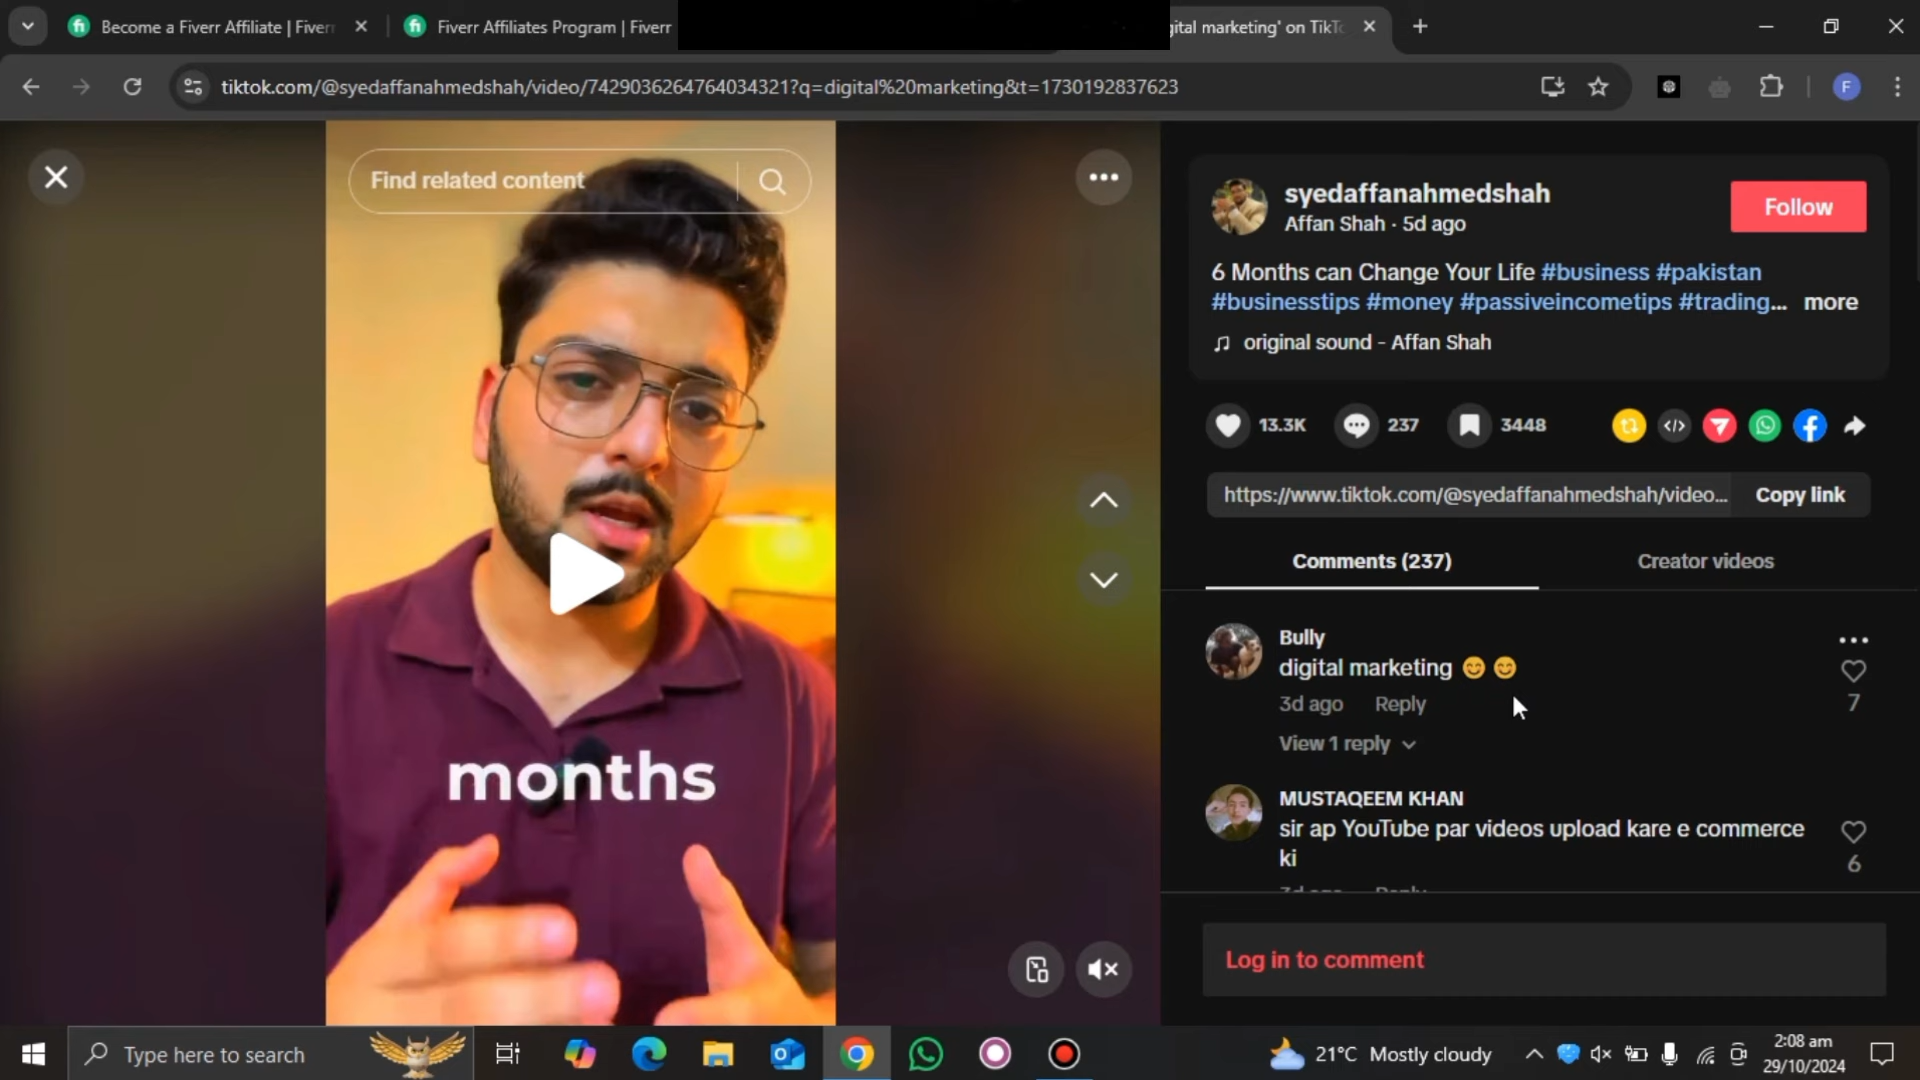 Become a Fiverr Affiliate | Fiverr
Fiverr Affiliates Program | Fiverr
gital marketing' on TikTo
tiktok.com/@syedaffanahmedshah/video/7429036264764034321?q=digital%20marketing&t=1730192837623
F
Find related content
months
syedaffanahmedshah
Affan Shah · 5d ago
Follow
6 Months can Change Your Life #business #pakistan
#businesstips #money #passiveincometips #trading... more
original sound - Affan Shah
13.3K
237
3448
https://www.tiktok.com/@syedaffanahmedshah/video... Copy link
Comments (237)
Creator videos
Bully
digital marketing 😊 😊
3d ago Reply
7
View 1 reply
MUSTAQEEM KHAN
sir ap YouTube par videos upload kare e commerce
ki
6
3d ago Reply
Log in to comment
Type here to search
21°C Mostly cloudy
2:08 am
29/10/2024